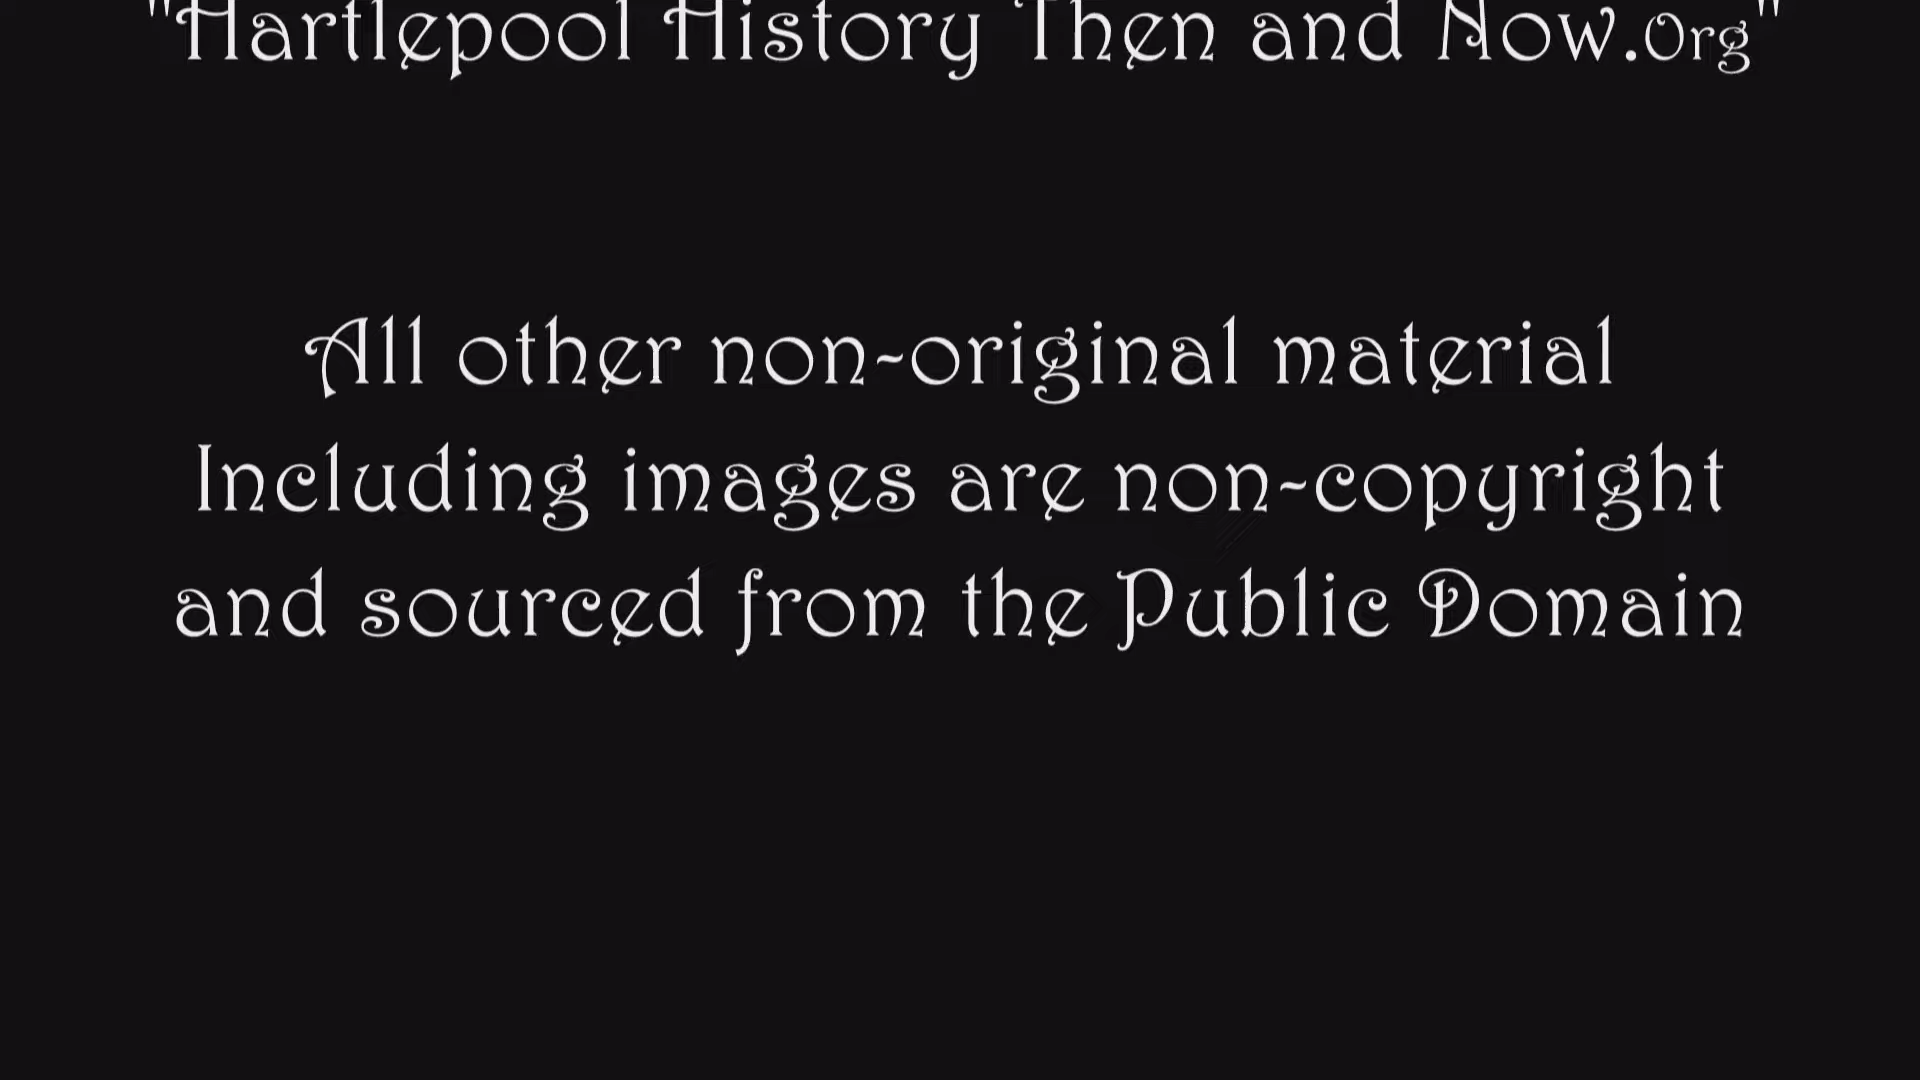 "Hartlepool History Then and Now.Org"
All other non-original material
Including images are non-copyright
and sourced from the Public Domain